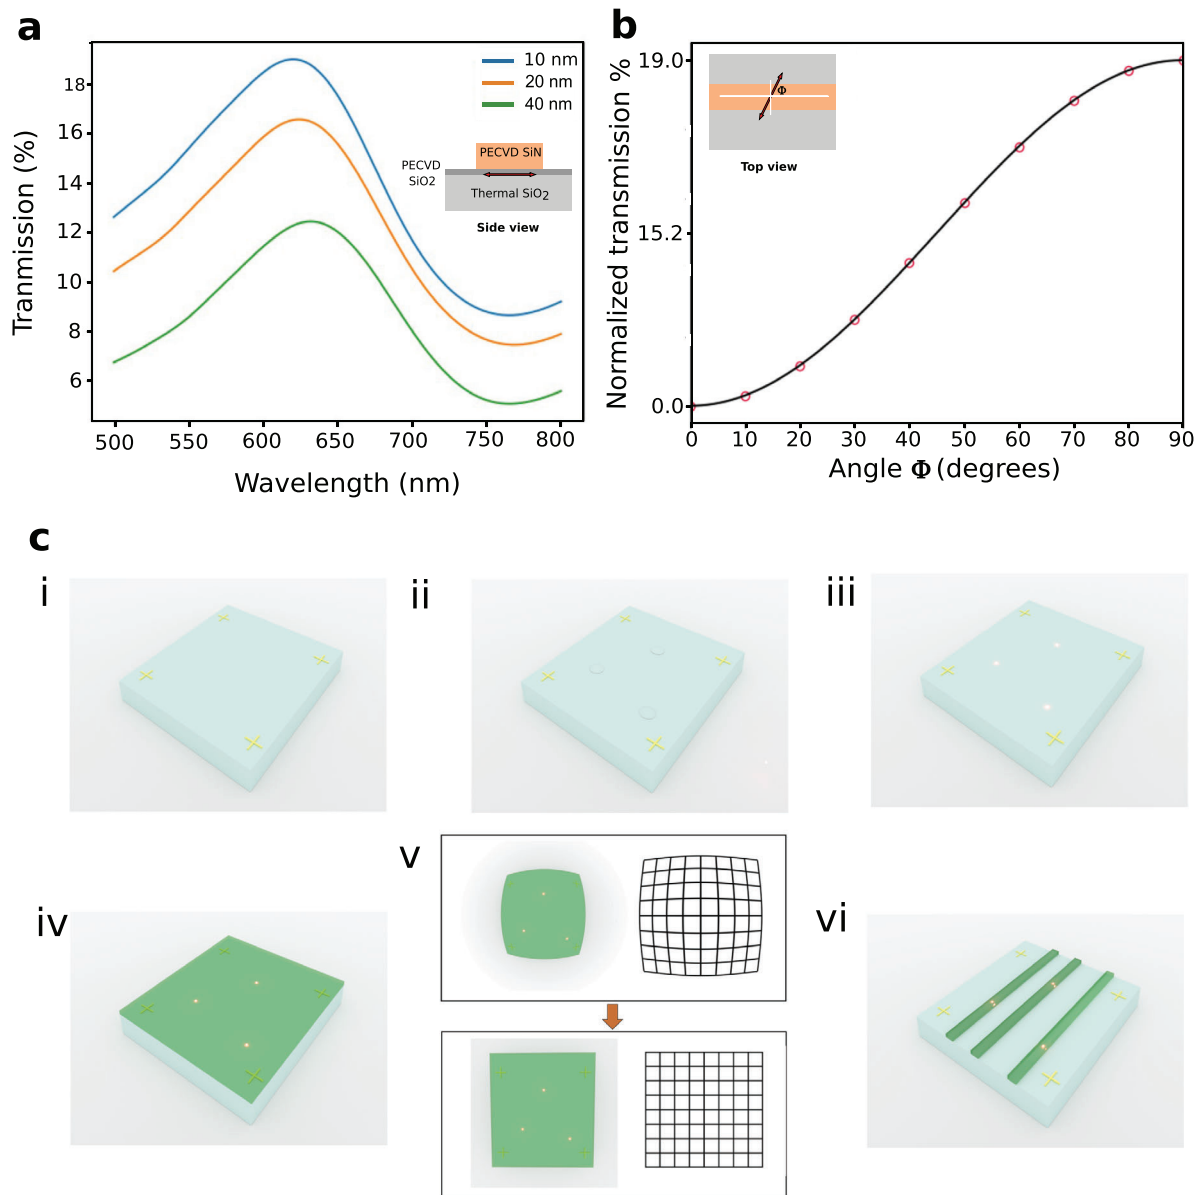 a
Tranmission (%)
18
16
14
12
10
8
6
10 nm
20 nm
40 nm
PECVD SiN
PECVD
SiO2
Thermal SiO2
Side view
500 550 600 650 700 750 800
Wavelength (nm)
b
Normalized transmission %
19.0
15.2
0.0
Φ
Top view
0 10 20 30 40 50 60 70 80 90
Angle Φ (degrees)
c
i
ii
iii
iv
v
vi